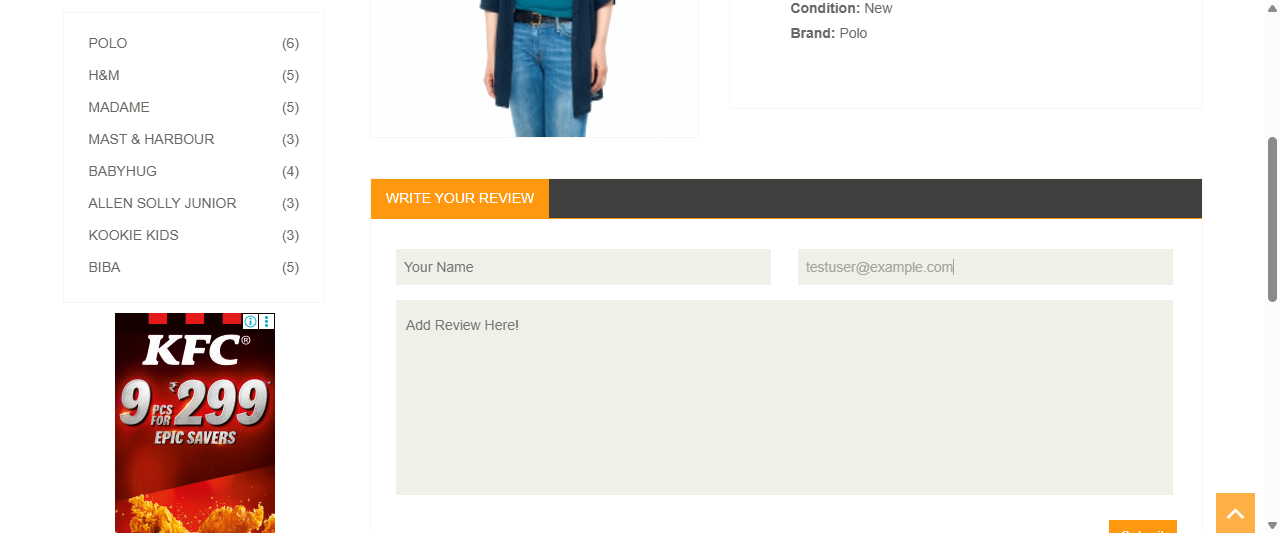 POLO (6)
H&M (5)
MADAME (5)
MAST & HARBOUR (3)
BABYHUG (4)
ALLEN SOLLY JUNIOR (3)
KOOKIE KIDS (3)
BIBA (5)
KFC®
9 PCS FOR ₹299*
EPIC SAVERS
Condition: New
Brand: Polo
WRITE YOUR REVIEW
Your Name
testuser@example.com
Add Review Here!